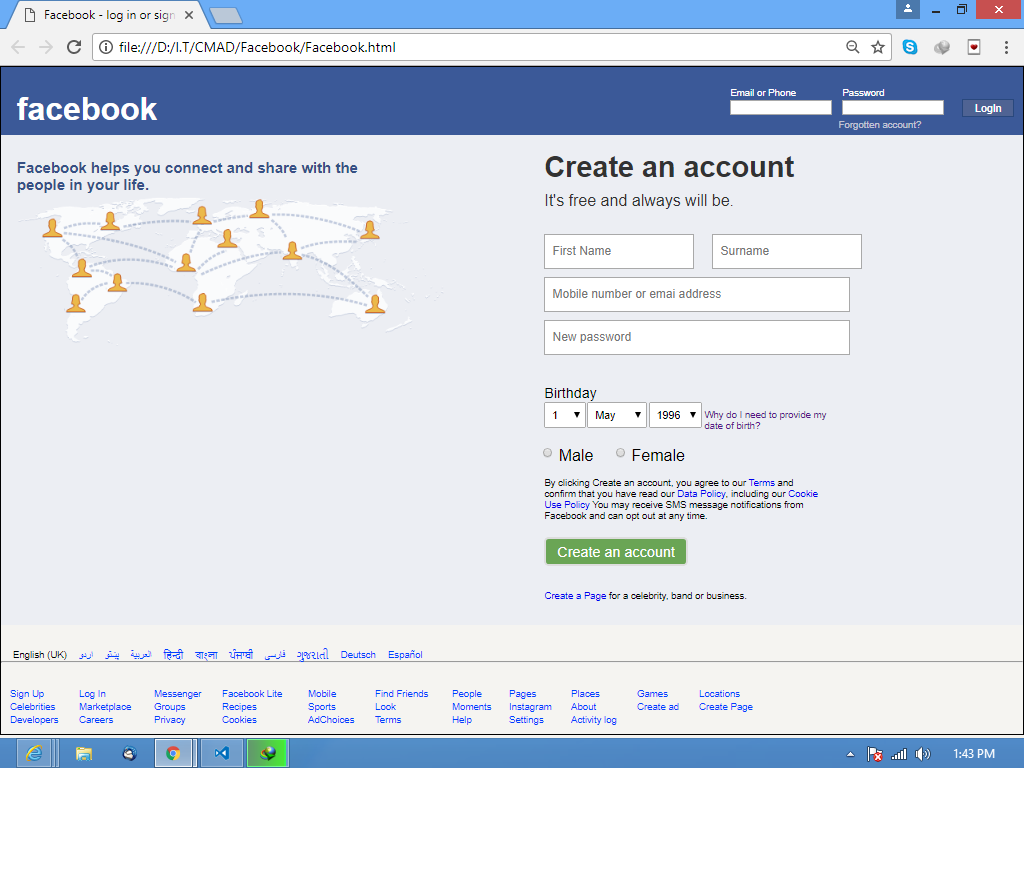 Facebook - log in or sign
file:///D:/I.T/CMAD/Facebook/Facebook.html
facebook
Email or Phone
Password
LogIn
Forgotten account?
Facebook helps you connect and share with the
people in your life.
Create an account
It's free and always will be.
First Name
Surname
Mobile number or emai address
New password
Birthday
1 May 1996
Why do I need to provide my
date of birth?
Male Female
By clicking Create an account, you agree to our Terms and
confirm that you have read our Data Policy, including our Cookie
Use Policy You may receive SMS message notifications from
Facebook and can opt out at any time.
Create an account
Create a Page for a celebrity, band or business.
English (UK) اردو پښتو العربية हिन्दी বাংলা ਪੰਜਾਬੀ فارسی ગુજરાતી Deutsch Español
Sign Up Log In Messenger Facebook Lite Mobile Find Friends People Pages Places Games Locations
Celebrities Marketplace Groups Recipes Sports Look Moments Instagram About Create ad Create Page
Developers Careers Privacy Cookies AdChoices Terms Help Settings Activity log
1:43 PM